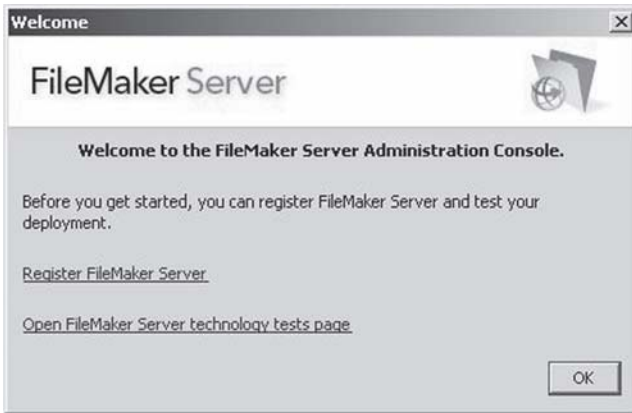 Welcome
FileMaker Server
Welcome to the FileMaker Server Administration Console.
Before you get started, you can register FileMaker Server and test your
deployment.
Register FileMaker Server
Open FileMaker Server technology tests page
OK